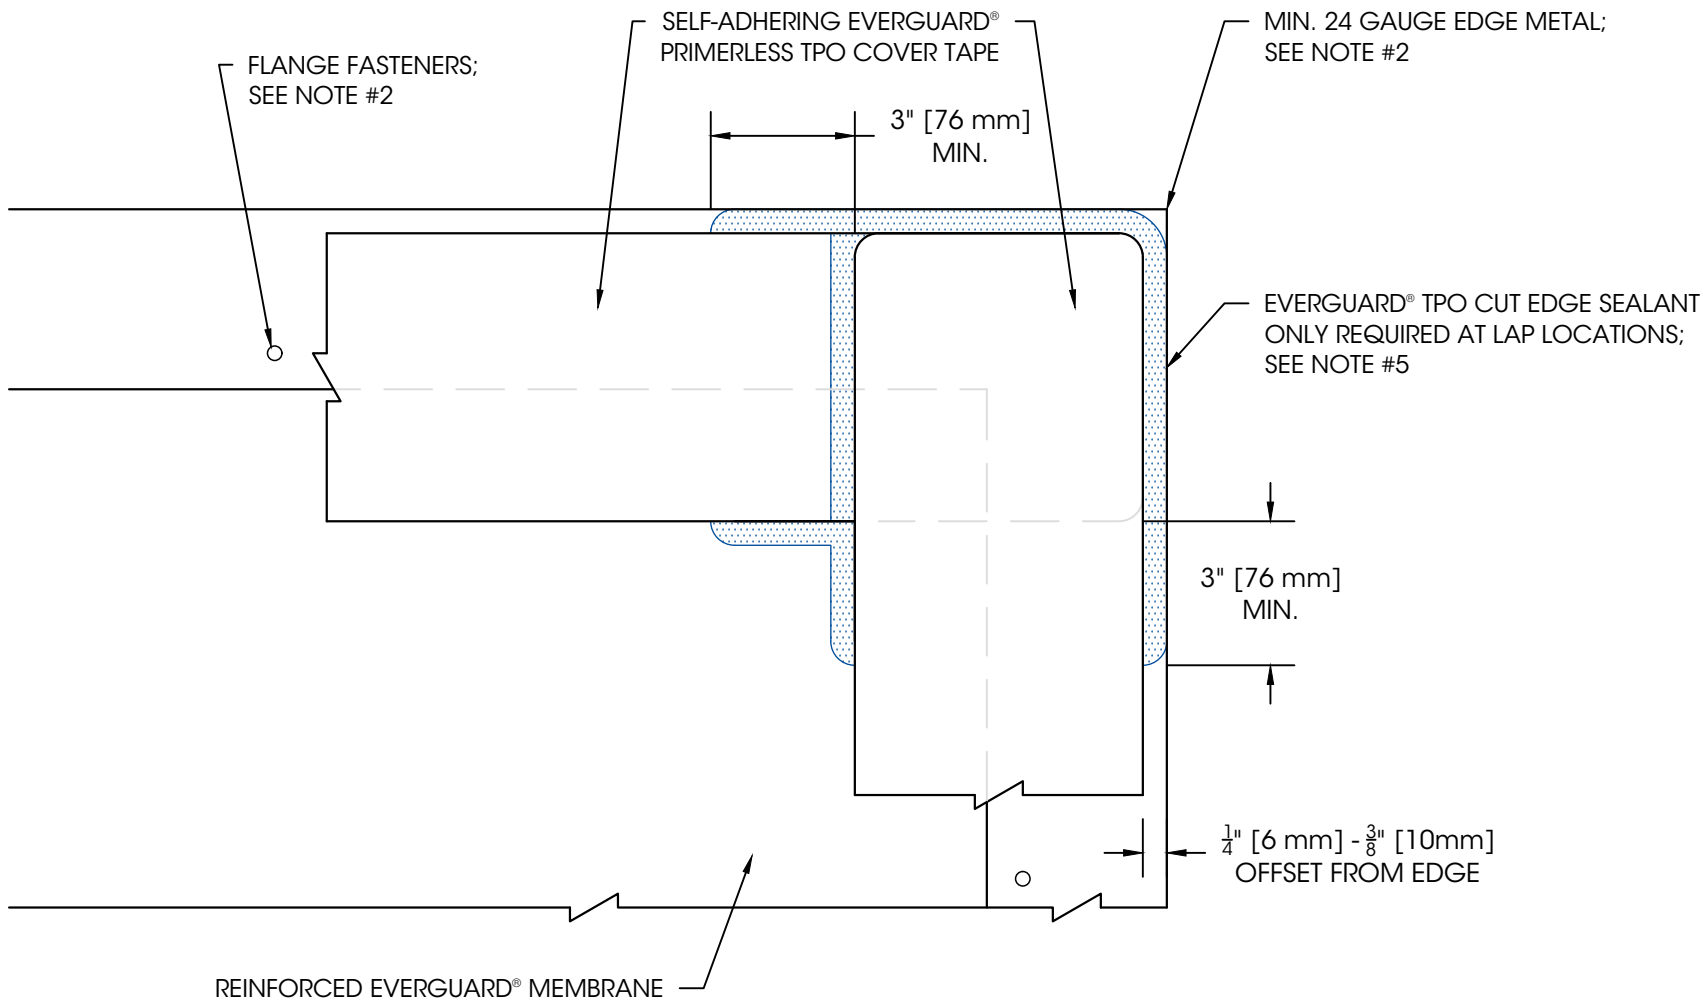 SELF-ADHERING EVERGUARD®
PRIMERLESS TPO COVER TAPE
MIN. 24 GAUGE EDGE METAL;
SEE NOTE #2
FLANGE FASTENERS;
SEE NOTE #2
3" [76 mm]
MIN.
EVERGUARD® TPO CUT EDGE SEALANT
ONLY REQUIRED AT LAP LOCATIONS;
SEE NOTE #5
3" [76 mm]
MIN.
1/4" [6 mm] - 3/8" [10mm]
OFFSET FROM EDGE
REINFORCED EVERGUARD® MEMBRANE